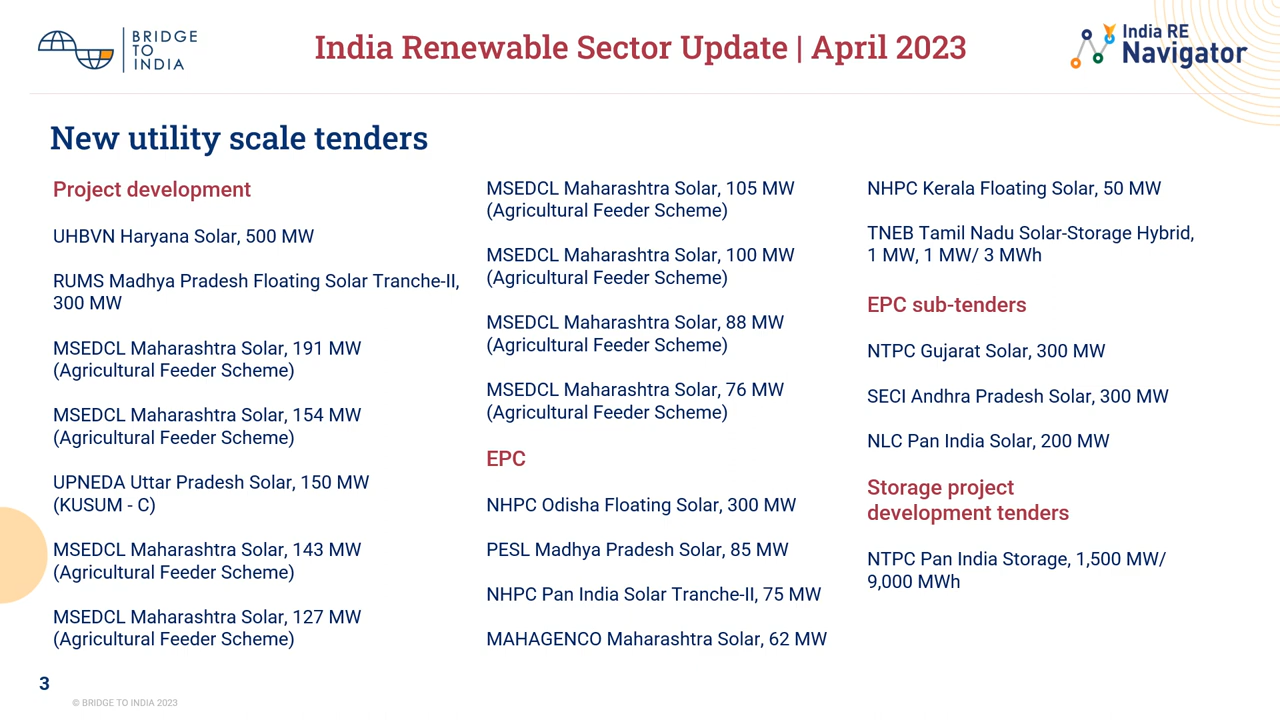 BRIDGE
TO
INDIA
India Renewable Sector Update | April 2023
India RE
Navigator
New utility scale tenders
Project development
UHBVN Haryana Solar, 500 MW
RUMS Madhya Pradesh Floating Solar Tranche-II,
300 MW
MSEDCL Maharashtra Solar, 191 MW
(Agricultural Feeder Scheme)
MSEDCL Maharashtra Solar, 154 MW
(Agricultural Feeder Scheme)
UPNEDA Uttar Pradesh Solar, 150 MW
(KUSUM - C)
MSEDCL Maharashtra Solar, 143 MW
(Agricultural Feeder Scheme)
MSEDCL Maharashtra Solar, 127 MW
(Agricultural Feeder Scheme)
MSEDCL Maharashtra Solar, 105 MW
(Agricultural Feeder Scheme)
MSEDCL Maharashtra Solar, 100 MW
(Agricultural Feeder Scheme)
MSEDCL Maharashtra Solar, 88 MW
(Agricultural Feeder Scheme)
MSEDCL Maharashtra Solar, 76 MW
(Agricultural Feeder Scheme)
EPC
NHPC Odisha Floating Solar, 300 MW
PESL Madhya Pradesh Solar, 85 MW
NHPC Pan India Solar Tranche-II, 75 MW
MAHAGENCO Maharashtra Solar, 62 MW
NHPC Kerala Floating Solar, 50 MW
TNEB Tamil Nadu Solar-Storage Hybrid,
1 MW, 1 MW/ 3 MWh
EPC sub-tenders
NTPC Gujarat Solar, 300 MW
SECI Andhra Pradesh Solar, 300 MW
NLC Pan India Solar, 200 MW
Storage project
development tenders
NTPC Pan India Storage, 1,500 MW/
9,000 MWh
3
© BRIDGE TO INDIA 2023